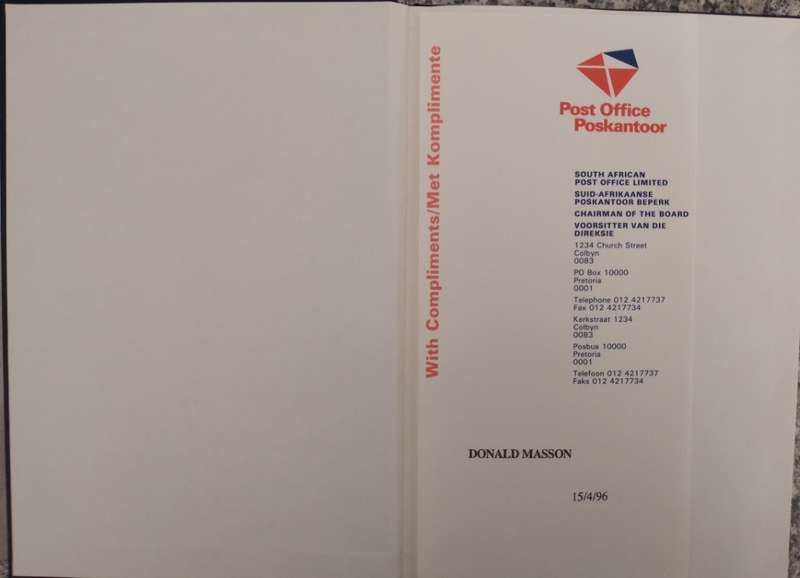 With Compliments/Met Komplimente
Post Office
Poskantoor
SOUTH AFRICAN
POST OFFICE LIMITED
SUID-AFRIKAANSE
POSKANTOOR BEPERK
CHAIRMAN OF THE BOARD
VOORSITTER VAN DIE
DIREKSIE
1234 Church Street
Colbyn
0083
PO Box 10000
Pretoria
0001
Telephone 012 4217737
Fax 012 4217734
Kerkstraat 1234
Colbyn
0083
Posbus 10000
Pretoria
0001
Telefoon 012 4217737
Faks 012 4217734
DONALD MASSON
15/4/96